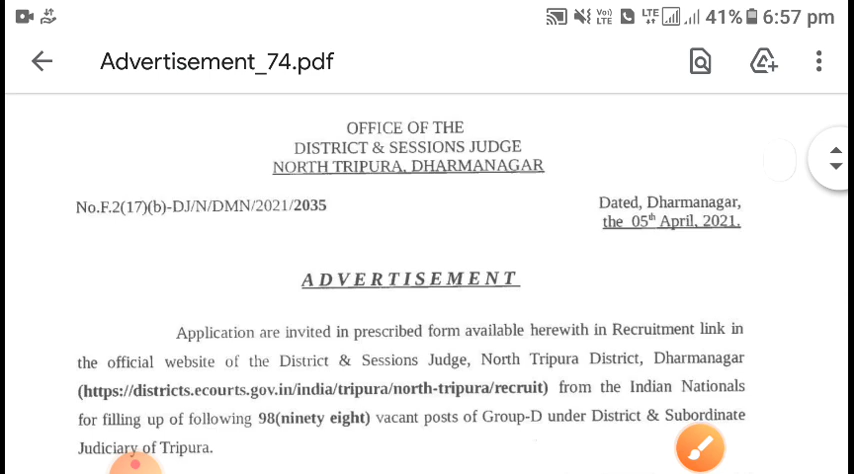 Vo) LTE LTE 41% 6:57 pm
Advertisement_74.pdf
OFFICE OF THE
DISTRICT & SESSIONS JUDGE
NORTH TRIPURA, DHARMANAGAR
No.F.2(17)(b)-DJ/N/DMN/2021/2035
Dated, Dharmanagar,
the 05th April, 2021.
ADVERTISEMENT
Application are invited in prescribed form available herewith in Recruitment link in
the official website of the District & Sessions Judge, North Tripura District, Dharmanagar
(https://districts.ecourts.gov.in/india/tripura/north-tripura/recruit) from the Indian Nationals
for filling up of following 98(ninety eight) vacant posts of Group-D under District & Subordinate
Judiciary of Tripura.